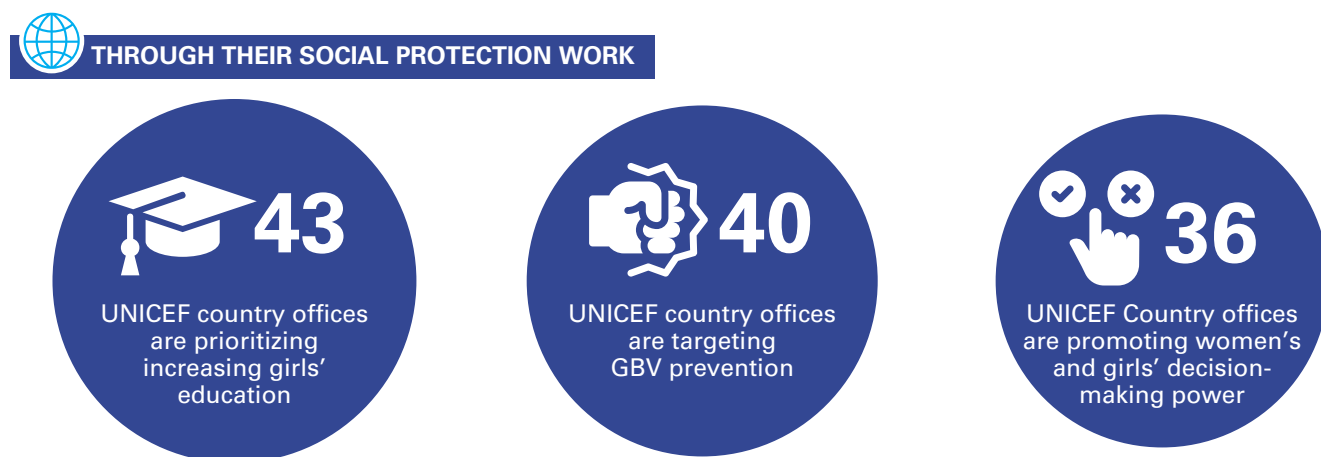 THROUGH THEIR SOCIAL PROTECTION WORK
43
UNICEF country offices
are prioritizing
increasing girls’
education
40
UNICEF country offices
are targeting
GBV prevention
36
UNICEF Country offices
are promoting women’s
and girls’ decision-
making power